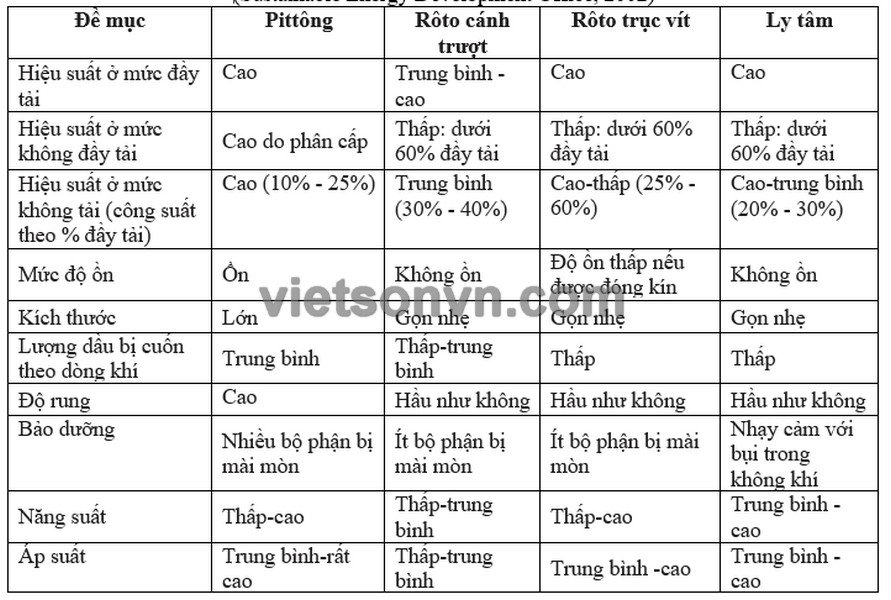 (Sustainable Energy Development Office, 2002)
Đề mục Pittông Rôto cánh trượt Rôto trục vít Ly tâm
Hiệu suất ở mức đầy tải Cao Trung bình - cao Cao Cao
Hiệu suất ở mức không đầy tải Cao do phân cấp Thấp: dưới 60% đầy tải Thấp: dưới 60% đầy tải Thấp: dưới 60% đầy tải
Hiệu suất ở mức không tải (công suất theo % đầy tải) Cao (10% - 25%) Trung bình (30% - 40%) Cao-thấp (25% - 60%) Cao-trung bình (20% - 30%)
Mức độ ồn Ồn Không ồn Độ ồn thấp nếu được đóng kín Không ồn
vietsonvn.com
Kích thước Lớn Gọn nhẹ Gọn nhẹ Gọn nhẹ
Lượng dầu bị cuốn theo dòng khí Trung bình Thấp-trung bình Thấp Thấp
Độ rung Cao Hầu như không Hầu như không Hầu như không
Bảo dưỡng Nhiều bộ phận bị mài mòn Ít bộ phận bị mài mòn Ít bộ phận bị mài mòn Nhạy cảm với bụi trong không khí
Năng suất Thấp-cao Thấp-trung bình Thấp-cao Trung bình - cao
Áp suất Trung bình-rất cao Thấp-trung bình Trung bình -cao Trung bình - cao